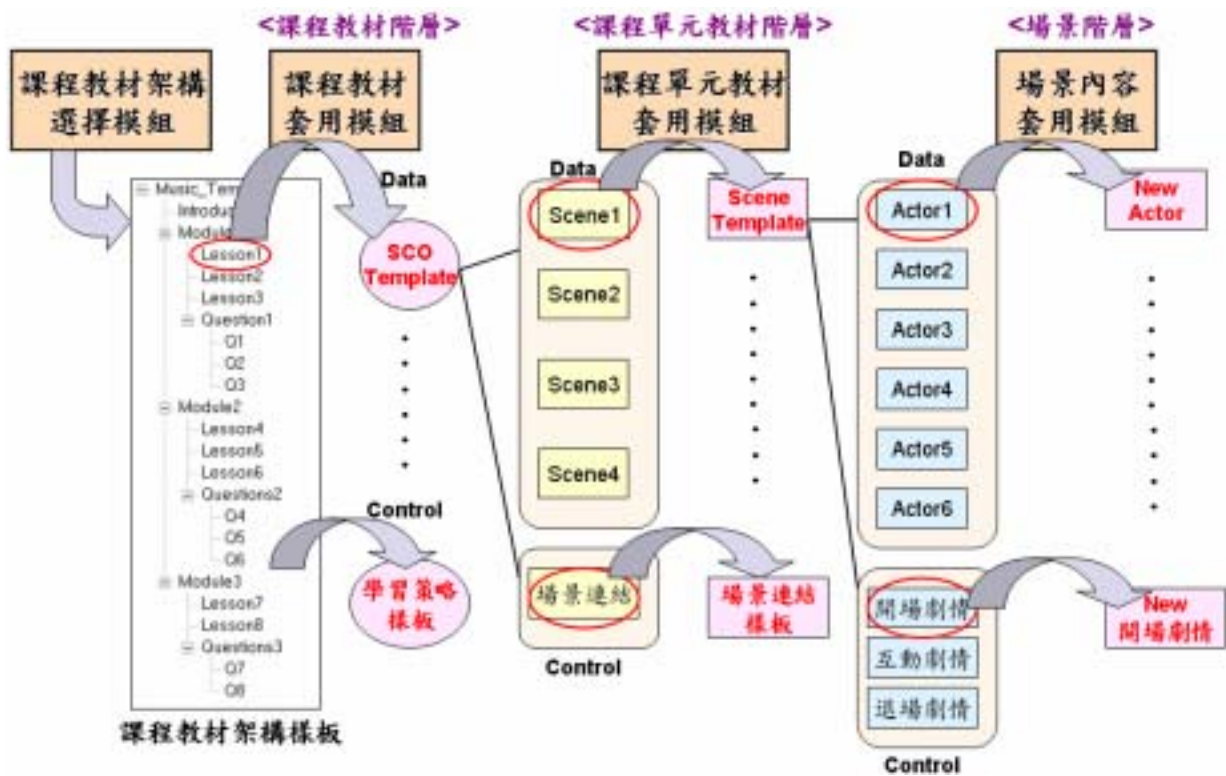 <課程教材階層>
<課程單元教材階層>
<場景階層>
課程教材架構
選擇模組
課程教材
套用模組
課程單元教材
套用模組
場景內容
套用模組
Control
Data
Data
Data
Music_Tem
Introduc
Modul
Lesson1
Lesson2
Lesson3
Question1
Q1
Q2
Q3
Module2
Lesson4
Lesson5
Lesson6
Questions2
Q4
Q5
Q6
Module3
Lesson7
Lesson8
Questions3
Q7
Q8
課程教材架構樣板
SCO
Template
Control
學習策略
樣板
Scene1
Scene2
Scene3
Scene4
場景連結
Control
Scene
Template
場景連結
樣板
Actor1
Actor2
Actor3
Actor4
Actor5
Actor6
開場劇情
互動劇情
退場劇情
Control
New
Actor
New
開場劇情